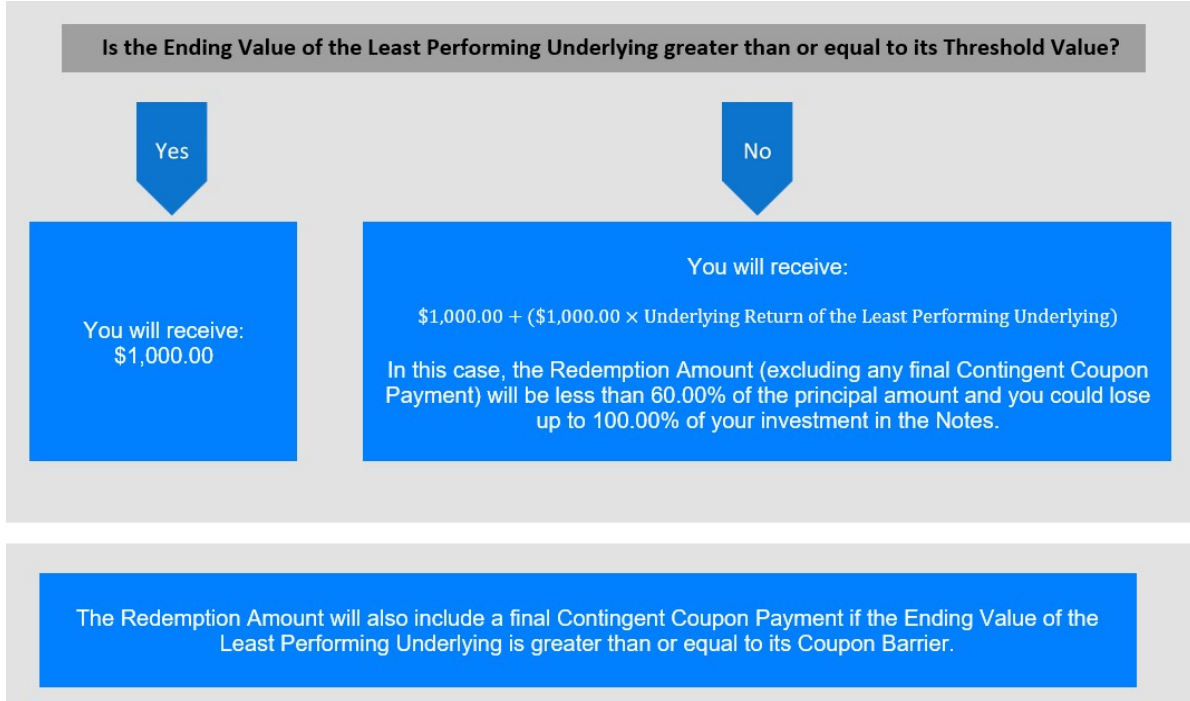 Is the Ending Value of the Least Performing Underlying greater than or equal to its Threshold Value?
Yes
No
You will receive:
$1,000.00
You will receive:
$1,000.00 + ($1,000.00 × Underlying Return of the Least Performing Underlying)
In this case, the Redemption Amount (excluding any final Contingent Coupon
Payment) will be less than 60.00% of the principal amount and you could lose
up to 100.00% of your investment in the Notes.
The Redemption Amount will also include a final Contingent Coupon Payment if the Ending Value of the
Least Performing Underlying is greater than or equal to its Coupon Barrier.